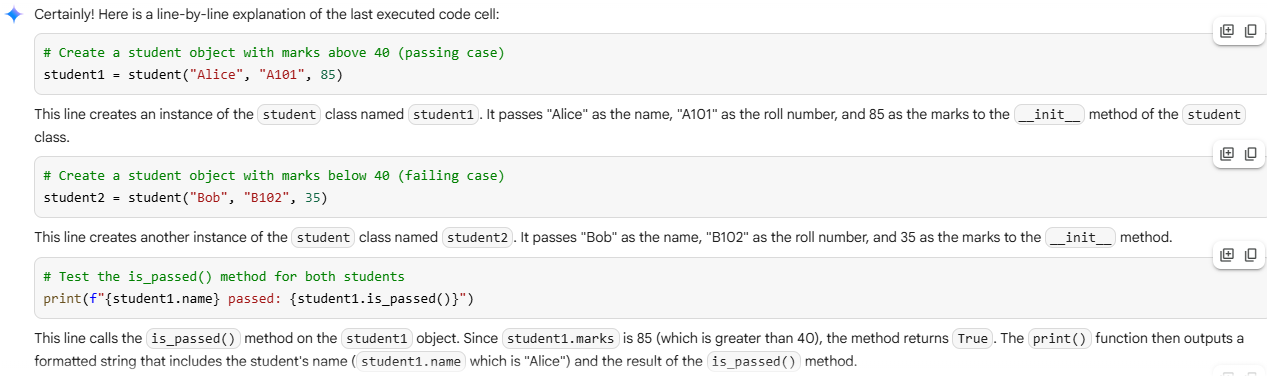 Certainly! Here is a line-by-line explanation of the last executed code cell:
# Create a student object with marks above 40 (passing case)
student1 = student("Alice", "A101", 85)
This line creates an instance of the student class named student1. It passes "Alice" as the name, "A101" as the roll number, and 85 as the marks to the __init__ method of the student
class.
# Create a student object with marks below 40 (failing case)
student2 = student("Bob", "B102", 35)
This line creates another instance of the student class named student2. It passes "Bob" as the name, "B102" as the roll number, and 35 as the marks to the __init__ method.
# Test the is_passed() method for both students
print(f"{student1.name} passed: {student1.is_passed()}")
This line calls the is_passed() method on the student1 object. Since student1.marks is 85 (which is greater than 40), the method returns True. The print() function then outputs a
formatted string that includes the student's name (student1.name which is "Alice") and the result of the is_passed() method.